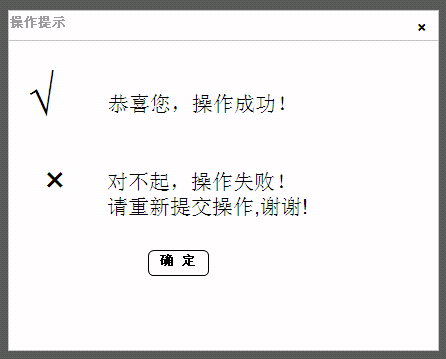 操作提示
×
√ 恭喜您，操作成功！
× 对不起，操作失败！
请重新提交操作,谢谢!
确 定